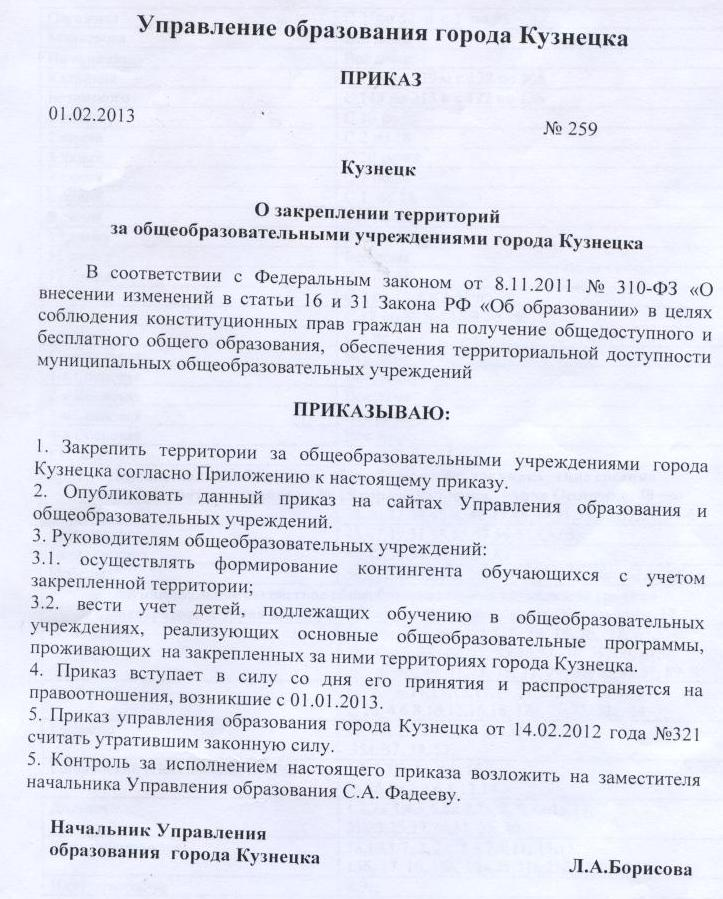 Управление образования города Кузнецка
ПРИКАЗ
01.02.2013
№ 259
Кузнецк
О закреплении территорий
за общеобразовательными учреждениями города Кузнецка
В соответствии с Федеральным законом от 8.11.2011 № 310-ФЗ «О
внесении изменений в статьи 16 и 31 Закона РФ «Об образовании» в целях
соблюдения конституционных прав граждан на получение общедоступного и
бесплатного общего образования, обеспечения территориальной доступности
муниципальных общеобразовательных учреждений
ПРИКАЗЫВАЮ:
1. Закрепить территории за общеобразовательными учреждениями города
Кузнецка согласно Приложению к настоящему приказу.
2. Опубликовать данный приказ на сайтах Управления образования и
общеобразовательных учреждений.
3. Руководителям общеобразовательных учреждений:
3.1. осуществлять формирование контингента обучающихся с учетом
закрепленной территории;
3.2. вести учет детей, подлежащих обучению в общеобразовательных
учреждениях, реализующих основные общеобразовательные программы,
проживающих на закрепленных за ними территориях города Кузнецка.
4. Приказ вступает в силу со дня его принятия и распространяется на
правоотношения, возникшие с 01.01.2013.
5. Приказ управления образования города Кузнецка от 14.02.2012 года №321
считать утратившим законную силу.
5. Контроль за исполнением настоящего приказа возложить на заместителя
начальника Управления образования С.А. Фадееву.
Начальник Управления
образования города Кузнецка
Л.А.Борисова